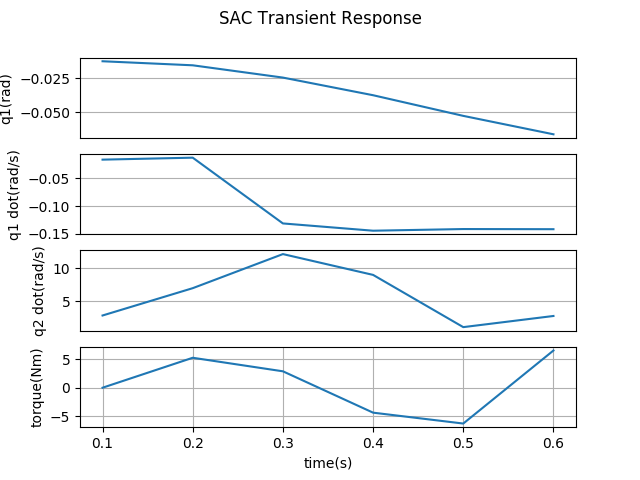 SAC Transient Response
q1(rad)
−0.025
−0.050
q1 dot(rad/s)
−0.05
−0.10
−0.15
q2 dot(rad/s)
10
5
torque(Nm)
5
0
−5
0.1 0.2 0.3 0.4 0.5 0.6
time(s)